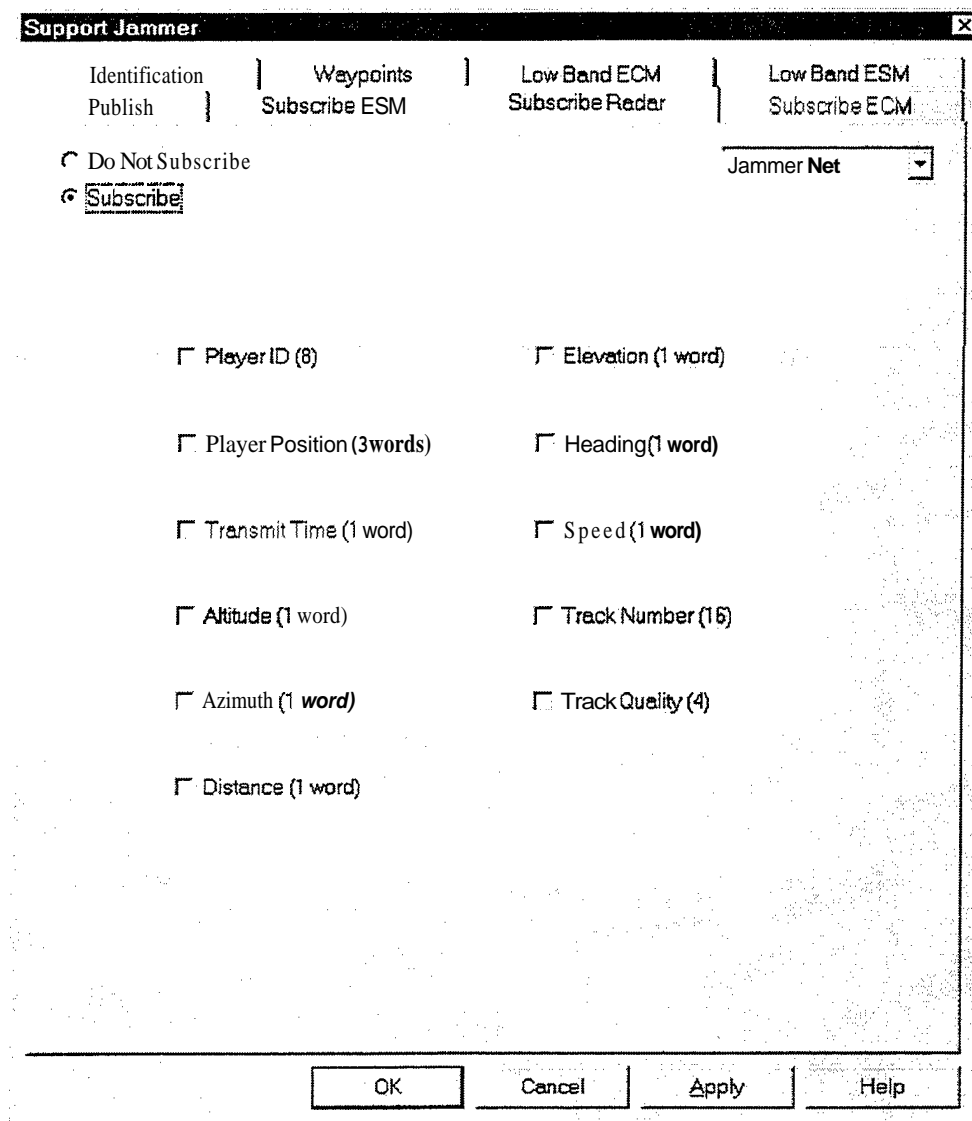 Support Jammer
Identification Waypoints Low Band ECM Low Band ESM
Publish Subscribe ESM Subscribe Radar Subscribe ECM
Do Not Subscribe Jammer Net
Subscribe
Player ID (8) Elevation (1 word)
Player Position (3words) Heading(1 word)
Transmit Time (1 word) Speed (1 word)
Altitude (1 word) Track Number (16)
Azimuth (1 word) Track Quality (4)
Distance (1 word)
OK Cancel Apply Help